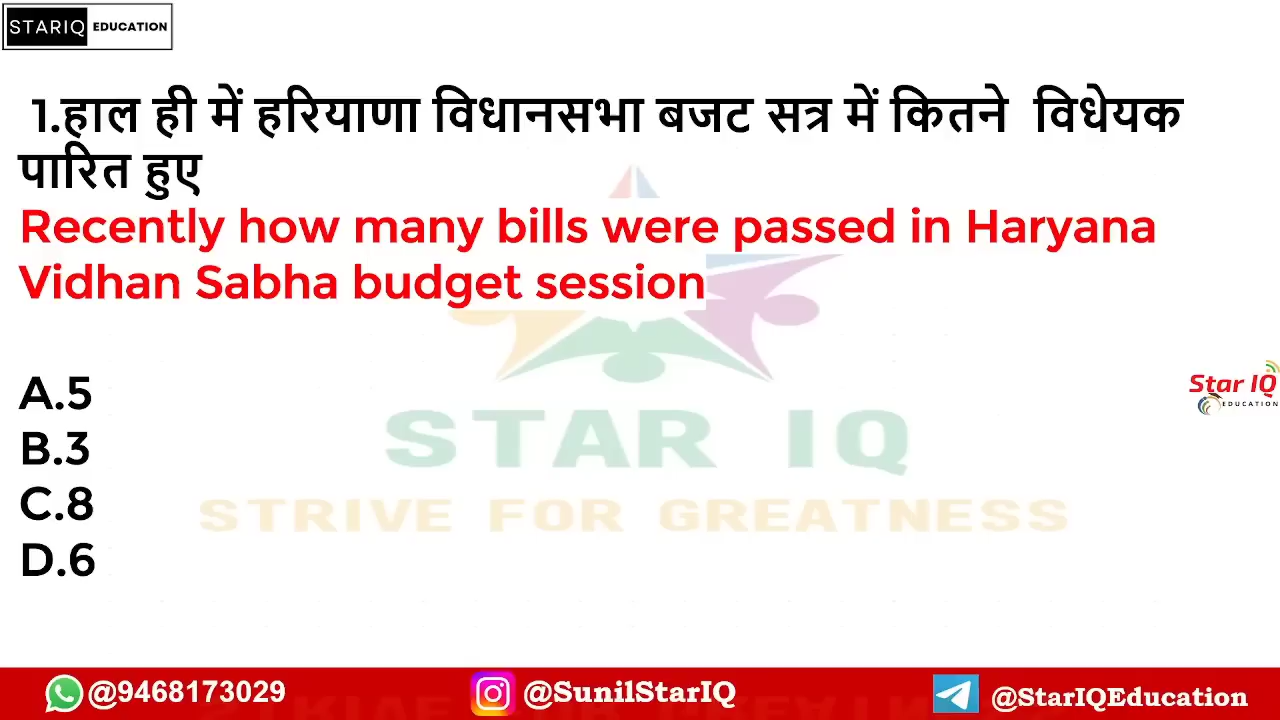 STARIQ EDUCATION
1.हाल ही में हरियाणा विधानसभा बजट सत्र में कितने विधेयक
पारित हुए
Recently how many bills were passed in Haryana
Vidhan Sabha budget session
A.5
B.3
C.8
D.6
Star IQ
EDUCATION
STAR IQ
STRIVE FOR GREATNESS
@9468173029 @SunilStarIQ @StarIQEducation